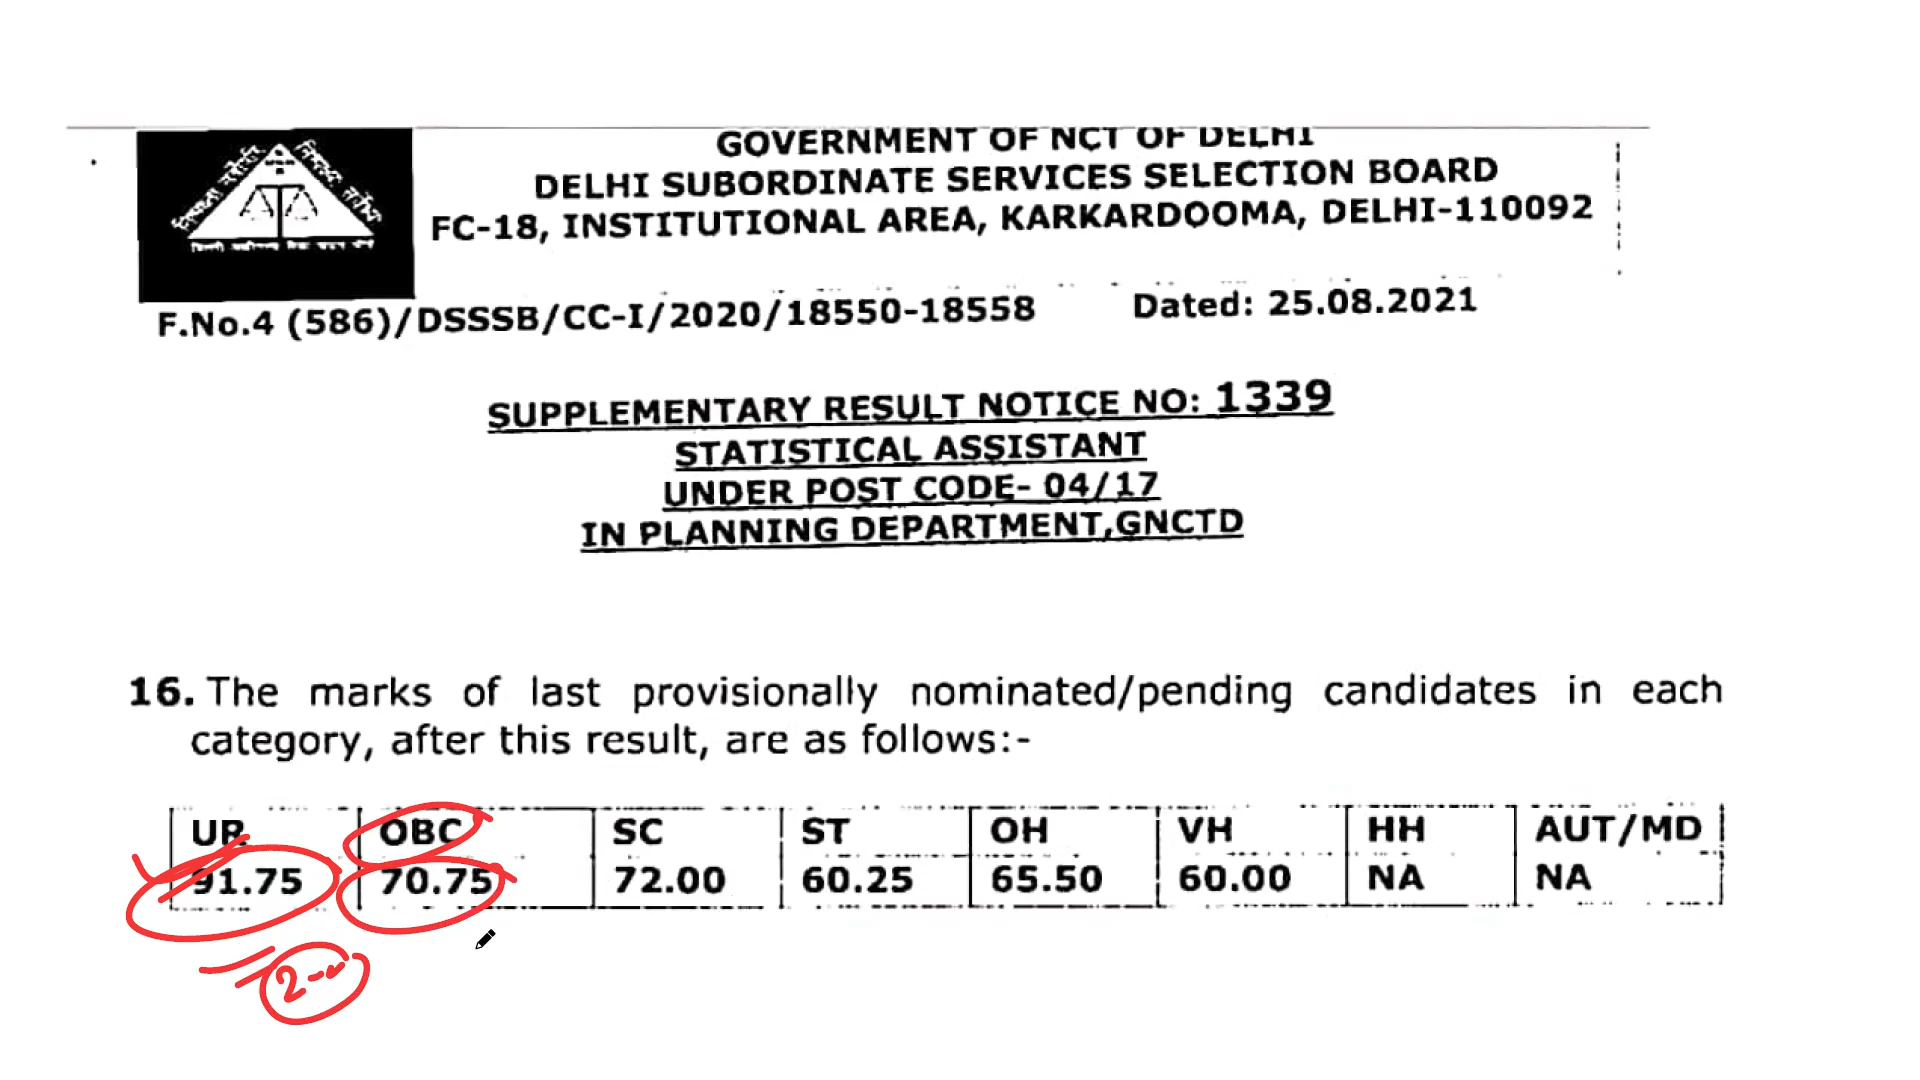 GOVERNMENT OF NCT OF DELHI
DELHI SUBORDINATE SERVICES SELECTION BOARD
FC-18, INSTITUTIONAL AREA, KARKARDOOMA, DELHI-110092
F.No.4 (586)/DSSSB/CC-I/2020/18550-18558 Dated: 25.08.2021
SUPPLEMENTARY RESULT NOTICE NO: 1339
STATISTICAL ASSISTANT
UNDER POST CODE- 04/17
IN PLANNING DEPARTMENT,GNCTD
16. The marks of last provisionally nominated/pending candidates in each
category, after this result, are as follows:-
UR OBC SC ST OH VH HH AUT/MD
91.75 70.75 72.00 60.25 65.50 60.00 NA NA